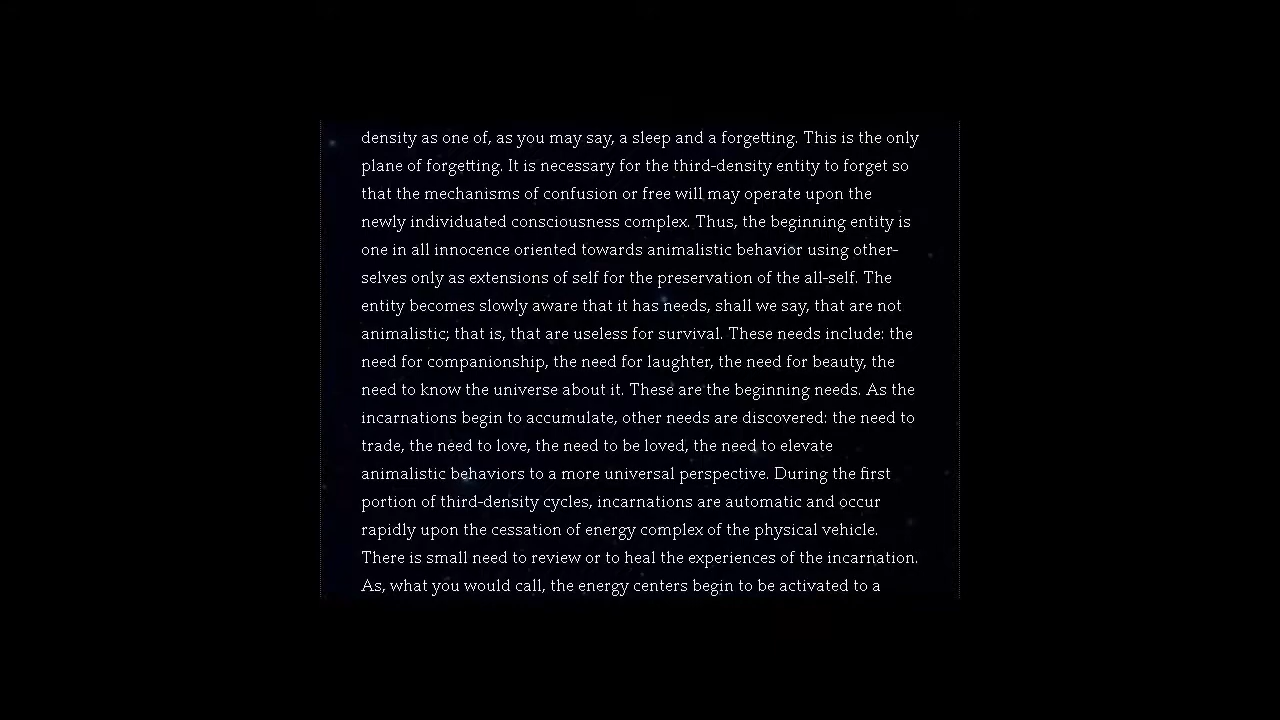 density as one of, as you may say, a sleep and a forgetting. This is the only
plane of forgetting. It is necessary for the third-density entity to forget so
that the mechanisms of confusion or free will may operate upon the
newly individuated consciousness complex. Thus, the beginning entity is
one in all innocence oriented towards animalistic behavior using other-
selves only as extensions of self for the preservation of the all-self. The
entity becomes slowly aware that it has needs, shall we say, that are not
animalistic; that is, that are useless for survival. These needs include: the
need for companionship, the need for laughter, the need for beauty, the
need to know the universe about it. These are the beginning needs. As the
incarnations begin to accumulate, other needs are discovered: the need to
trade, the need to love, the need to be loved, the need to elevate
animalistic behaviors to a more universal perspective. During the first
portion of third-density cycles, incarnations are automatic and occur
rapidly upon the cessation of energy complex of the physical vehicle.
There is small need to review or to heal the experiences of the incarnation.
As, what you would call, the energy centers begin to be activated to a